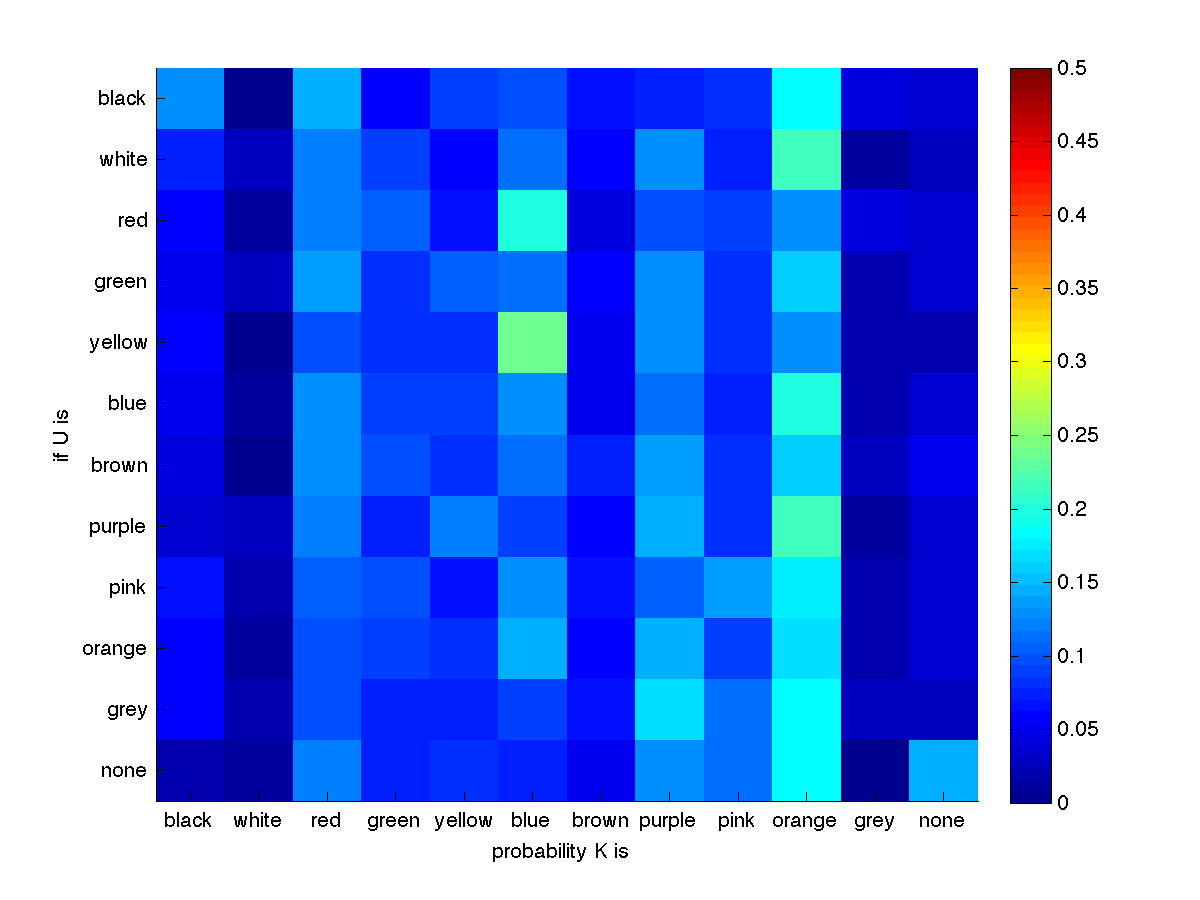 black
white
red
green
yellow
blue
brown
purple
pink
orange
grey
none
if U is
black white red green yellow blue brown purple pink orange grey none
probability K is
0.5
0.45
0.4
0.35
0.3
0.25
0.2
0.15
0.1
0.05
0